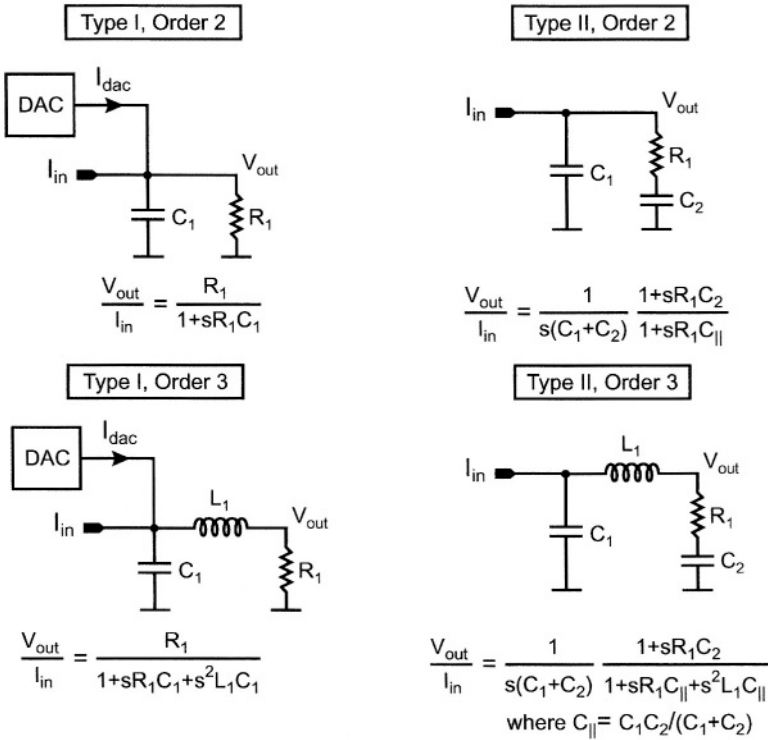 Type I, Order 2
DAC
I_dac
I_in
V_out
C_1
R_1
V_out / I_in = R_1 / (1+sR_1C_1)
Type II, Order 2
I_in
V_out
C_1
R_1
C_2
V_out / I_in = 1 / (s(C_1+C_2)) (1+sR_1C_2) / (1+sR_1C_||)
Type I, Order 3
DAC
I_dac
I_in
L_1
V_out
C_1
R_1
V_out / I_in = R_1 / (1+sR_1C_1+s²L_1C_1)
Type II, Order 3
I_in
L_1
V_out
C_1
R_1
C_2
V_out / I_in = 1 / (s(C_1+C_2)) (1+sR_1C_2) / (1+sR_1C_||+s²L_1C_||)
where C_||= C_1C_2/(C_1+C_2)